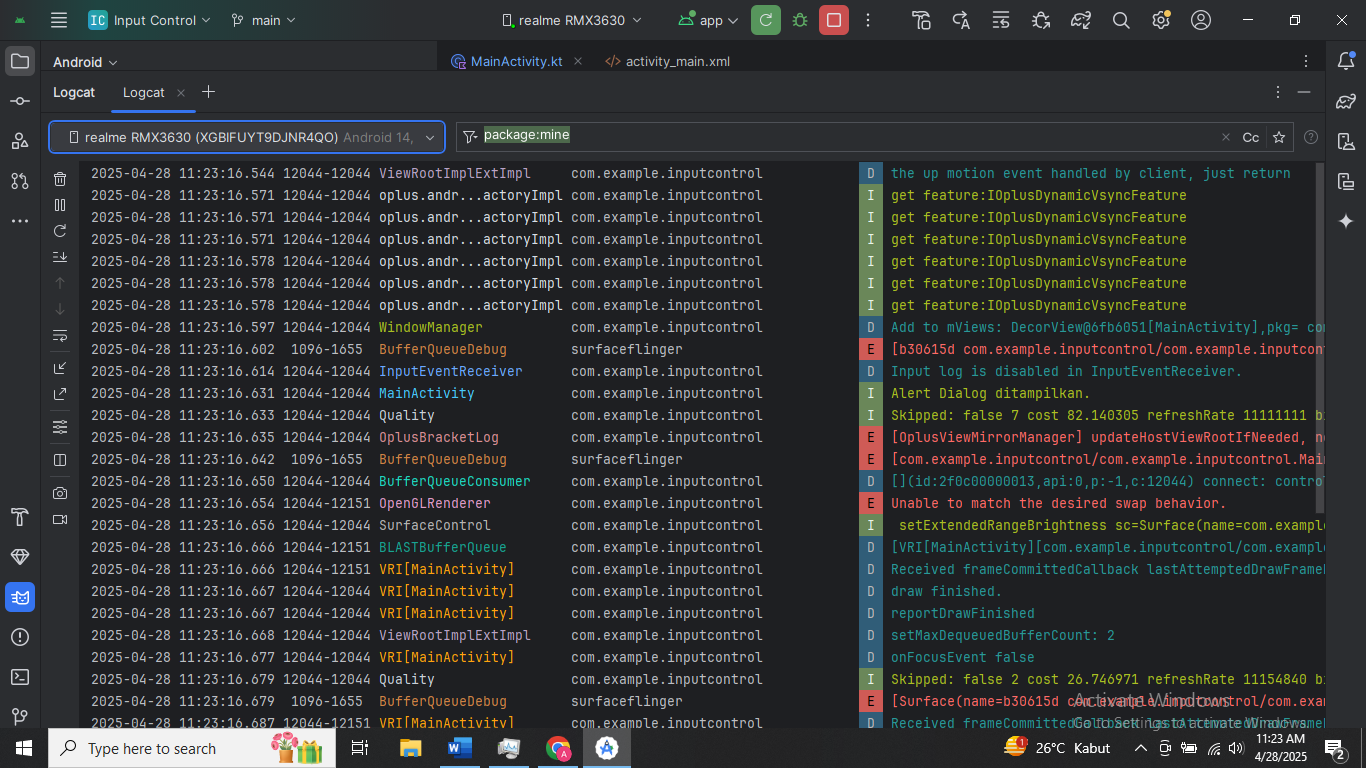 IC Input Control main realme RMX3630 app
Android MainActivity.kt activity_main.xml
Logcat Logcat
realme RMX3630 (XGBIFUYT9DJNR4QO) Android 14, package:mine Cc
2025-04-28 11:23:16.544 12044-12044 ViewRootImplExtImpl com.example.inputcontrol D the up motion event handled by client, just return
2025-04-28 11:23:16.571 12044-12044 oplus.andr...actoryImpl com.example.inputcontrol I get feature:IOplusDynamicVsyncFeature
2025-04-28 11:23:16.571 12044-12044 oplus.andr...actoryImpl com.example.inputcontrol I get feature:IOplusDynamicVsyncFeature
2025-04-28 11:23:16.571 12044-12044 oplus.andr...actoryImpl com.example.inputcontrol I get feature:IOplusDynamicVsyncFeature
2025-04-28 11:23:16.578 12044-12044 oplus.andr...actoryImpl com.example.inputcontrol I get feature:IOplusDynamicVsyncFeature
2025-04-28 11:23:16.578 12044-12044 oplus.andr...actoryImpl com.example.inputcontrol I get feature:IOplusDynamicVsyncFeature
2025-04-28 11:23:16.578 12044-12044 oplus.andr...actoryImpl com.example.inputcontrol I get feature:IOplusDynamicVsyncFeature
2025-04-28 11:23:16.597 12044-12044 WindowManager com.example.inputcontrol D Add to mViews: DecorView@6fb6051[MainActivity],pkg= com
2025-04-28 11:23:16.602 1096-1655 BufferQueueDebug surfaceflinger E [b30615d com.example.inputcontrol/com.example.inputcon
2025-04-28 11:23:16.614 12044-12044 InputEventReceiver com.example.inputcontrol D Input log is disabled in InputEventReceiver.
2025-04-28 11:23:16.631 12044-12044 MainActivity com.example.inputcontrol I Alert Dialog ditampilkan.
2025-04-28 11:23:16.633 12044-12044 Quality com.example.inputcontrol I Skipped: false 7 cost 82.140305 refreshRate 11111111 b
2025-04-28 11:23:16.635 12044-12044 OplusBracketLog com.example.inputcontrol E [OplusViewMirrorManager] updateHostViewRootIfNeeded, n
2025-04-28 11:23:16.642 1096-1655 BufferQueueDebug surfaceflinger E [com.example.inputcontrol/com.example.inputcontrol.Mai
2025-04-28 11:23:16.650 12044-12044 BufferQueueConsumer com.example.inputcontrol D [](id:2f0c00000013,api:0,p:-1,c:12044) connect: contro
2025-04-28 11:23:16.654 12044-12151 OpenGLRenderer com.example.inputcontrol E Unable to match the desired swap behavior.
2025-04-28 11:23:16.656 12044-12044 SurfaceControl com.example.inputcontrol I setExtendedRangeBrightness sc=Surface(name=com.example
2025-04-28 11:23:16.666 12044-12151 BLASTBufferQueue com.example.inputcontrol D [VRI[MainActivity][com.example.inputcontrol/com.example
2025-04-28 11:23:16.666 12044-12151 VRI[MainActivity] com.example.inputcontrol D Received frameCommittedCallback lastAttemptedDrawFrame
2025-04-28 11:23:16.667 12044-12044 VRI[MainActivity] com.example.inputcontrol D draw finished.
2025-04-28 11:23:16.667 12044-12044 VRI[MainActivity] com.example.inputcontrol D reportDrawFinished
2025-04-28 11:23:16.668 12044-12044 ViewRootImplExtImpl com.example.inputcontrol D setMaxDequeuedBufferCount: 2
2025-04-28 11:23:16.677 12044-12044 VRI[MainActivity] com.example.inputcontrol D onFocusEvent false
2025-04-28 11:23:16.679 12044-12044 Quality com.example.inputcontrol I Skipped: false 2 cost 26.746971 refreshRate 11154840 b
2025-04-28 11:23:16.679 1096-1655 BufferQueueDebug surfaceflinger E [Surface(name=b30615d com.example.inputcontrol/com.exa
2025-04-28 11:23:16.687 12044-12151 VRI[MainActivity] com.example.inputcontrol D Received frameCommittedCallback lastAttemptedDrawFrame
Activate Windows
Go to Settings to activate Windows.
Type here to search 26°C Kabut 11:23 AM
4/28/2025